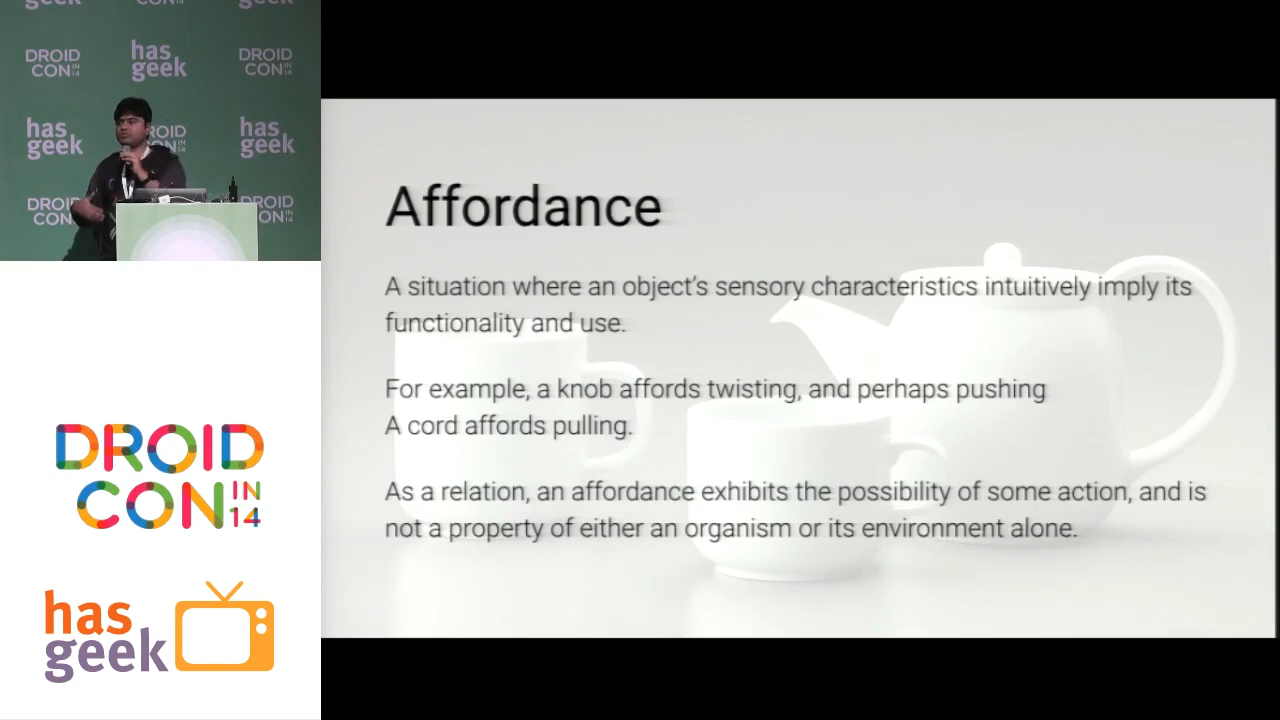 DROID
CON IN
14
has
geek
DROID
CON IN
14
has
geek
DROID
CON IN
14
has
geek
DROID
CON IN
14
DROID
CON IN
14
Affordance
A situation where an object's sensory characteristics intuitively imply its
functionality and use.
For example, a knob affords twisting, and perhaps pushing
A cord affords pulling.
As a relation, an affordance exhibits the possibility of some action, and is
not a property of either an organism or its environment alone.
DROID
CON IN
14
has
geek